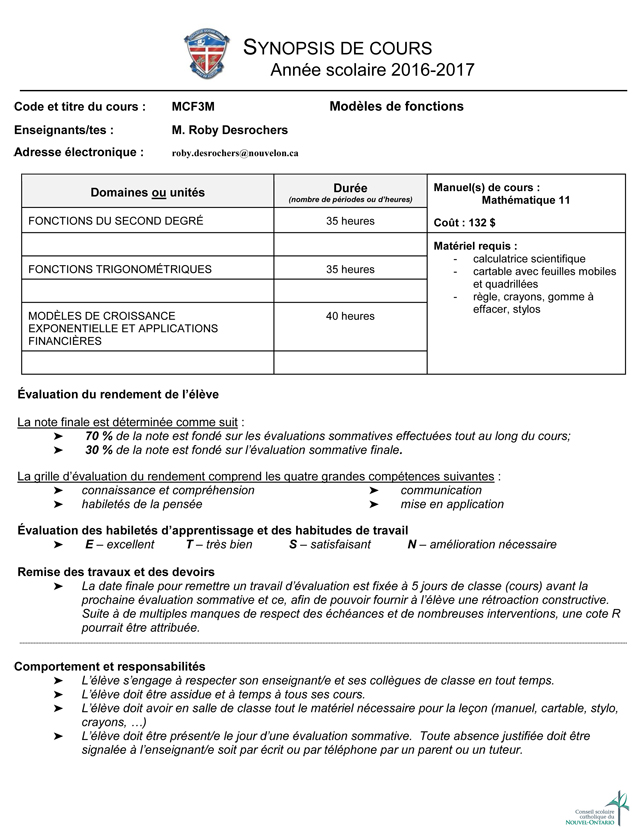 SYNOPSIS DE COURS
Année scolaire 2016-2017
Code et titre du cours : MCF3M Modèles de fonctions
Enseignants/tes : M. Roby Desrochers
Adresse électronique : roby.desrochers@nouvelon.ca
Domaines ou unités
Durée
(nombre de périodes ou d'heures)
FONCTIONS DU SECOND DEGRÉ 35 heures
FONCTIONS TRIGONOMÉTRIQUES 35 heures
MODÈLES DE CROISSANCE 40 heures
EXPONENTIELLE ET APPLICATIONS
FINANCIÈRES
Manuel(s) de cours :
Mathématique 11
Coût : 132 $
Matériel requis :
- calculatrice scientifique
- cartable avec feuilles mobiles
et quadrillées
- règle, crayons, gomme à
effacer, stylos
Évaluation du rendement de l'élève
La note finale est déterminée comme suit :
➤ 70 % de la note est fondé sur les évaluations sommatives effectuées tout au long du cours;
➤ 30 % de la note est fondé sur l'évaluation sommative finale.
La grille d'évaluation du rendement comprend les quatre grandes compétences suivantes :
➤ connaissance et compréhension ➤ communication
➤ habiletés de la pensée ➤ mise en application
Évaluation des habiletés d'apprentissage et des habitudes de travail
➤ E – excellent T – très bien S – satisfaisant N – amélioration nécessaire
Remise des travaux et des devoirs
➤ La date finale pour remettre un travail d'évaluation est fixée à 5 jours de classe (cours) avant la
prochaine évaluation sommative et ce, afin de pouvoir fournir à l'élève une rétroaction constructive.
Suite à de multiples manques de respect des échéances et de nombreuses interventions, une cote R
pourrait être attribuée.
Comportement et responsabilités
➤ L'élève s'engage à respecter son enseignant/e et ses collègues de classe en tout temps.
➤ L'élève doit être assidue et à temps à tous ses cours.
➤ L'élève doit avoir en salle de classe tout le matériel nécessaire pour la leçon (manuel, cartable, stylo,
crayons, …)
➤ L'élève doit être présent/e le jour d'une évaluation sommative. Toute absence justifiée doit être
signalée à l'enseignant/e soit par écrit ou par téléphone par un parent ou un tuteur.
Conseil scolaire
catholique du
NOUVEL-ONTARIO